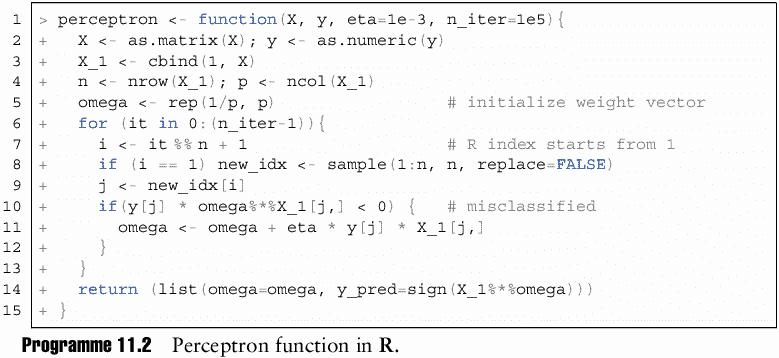 1 > perceptron <- function(X, y, eta=1e-3, n_iter=1e5){
2 + X <- as.matrix(X); y <- as.numeric(y)
3 + X_1 <- cbind(1, X)
4 + n <- nrow(X_1); p <- ncol(X_1)
5 + omega <- rep(1/p, p) # initialize weight vector
6 + for (it in 0:(n_iter-1)){
7 + i <- it %% n + 1 # R index starts from 1
8 + if (i == 1) new_idx <- sample(1:n, n, replace=FALSE)
9 + j <- new_idx[i]
10 + if(y[j] * omega%*%X_1[j,] < 0) { # misclassified
11 + omega <- omega + eta * y[j] * X_1[j,]
12 + }
13 + }
14 + return (list(omega=omega, y_pred=sign(X_1%*%omega)))
15 + }
Programme 11.2 Perceptron function in R.